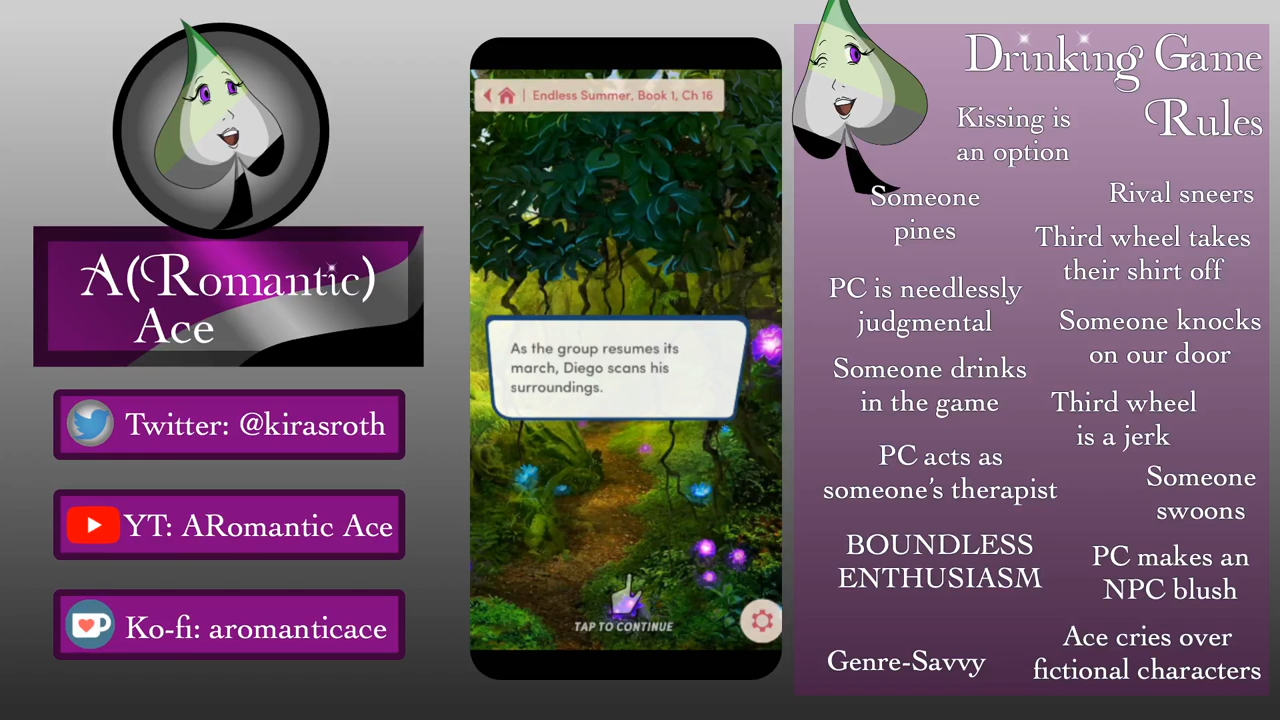 A(Romantic)
Ace
Twitter: @kirasroth
YT: ARomantic Ace
Ko-fi: aromanticace
Endless Summer, Book 1, Ch 16
As the group resumes its
march, Diego scans his
surroundings.
TAP TO CONTINUE
Drinking Game
Rules
Kissing is
an option
Someone
pines
Rival sneers
Third wheel takes
their shirt off
PC is needlessly
judgmental
Someone knocks
on our door
Someone drinks
in the game
Third wheel
is a jerk
PC acts as
someone's therapist
Someone
swoons
BOUNDLESS
ENTHUSIASM
PC makes an
NPC blush
Genre-Savvy
Ace cries over
fictional characters